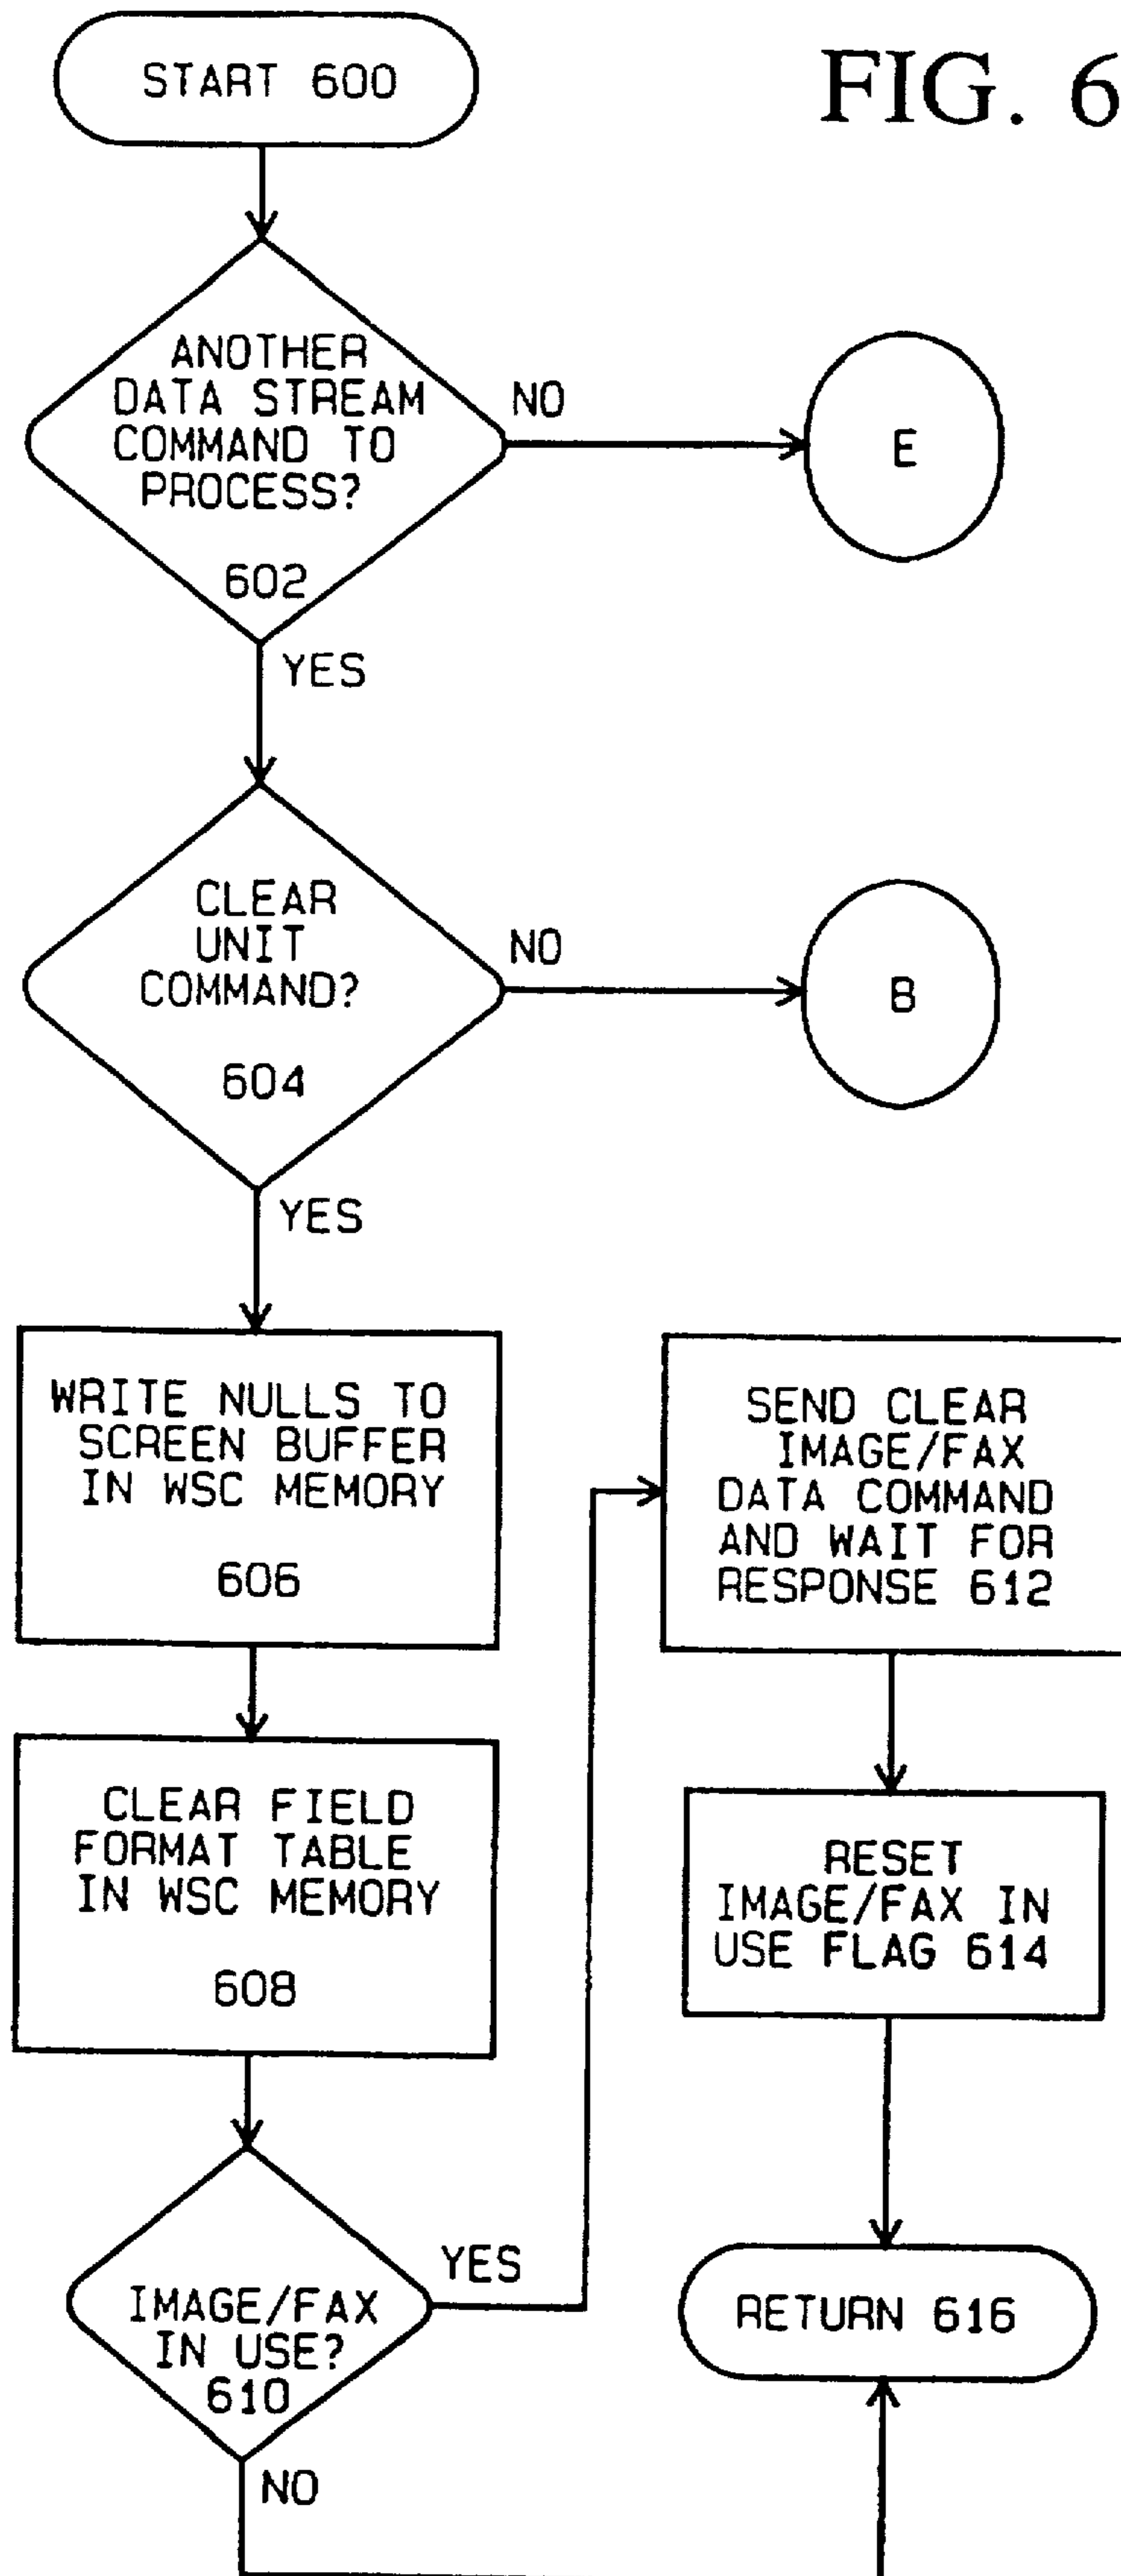 START 600
FIG. 6
ANOTHER
DATA STREAM
COMMAND TO
PROCESS?
602
NO
E
YES
CLEAR
UNIT
COMMAND?
604
NO
B
YES
WRITE NULLS TO
SCREEN BUFFER
IN WSC MEMORY
606
CLEAR FIELD
FORMAT TABLE
IN WSC MEMORY
608
IMAGE/FAX
IN USE?
610
YES
NO
SEND CLEAR
IMAGE/FAX
DATA COMMAND
AND WAIT FOR
RESPONSE 612
RESET
IMAGE/FAX IN
USE FLAG 614
RETURN 616